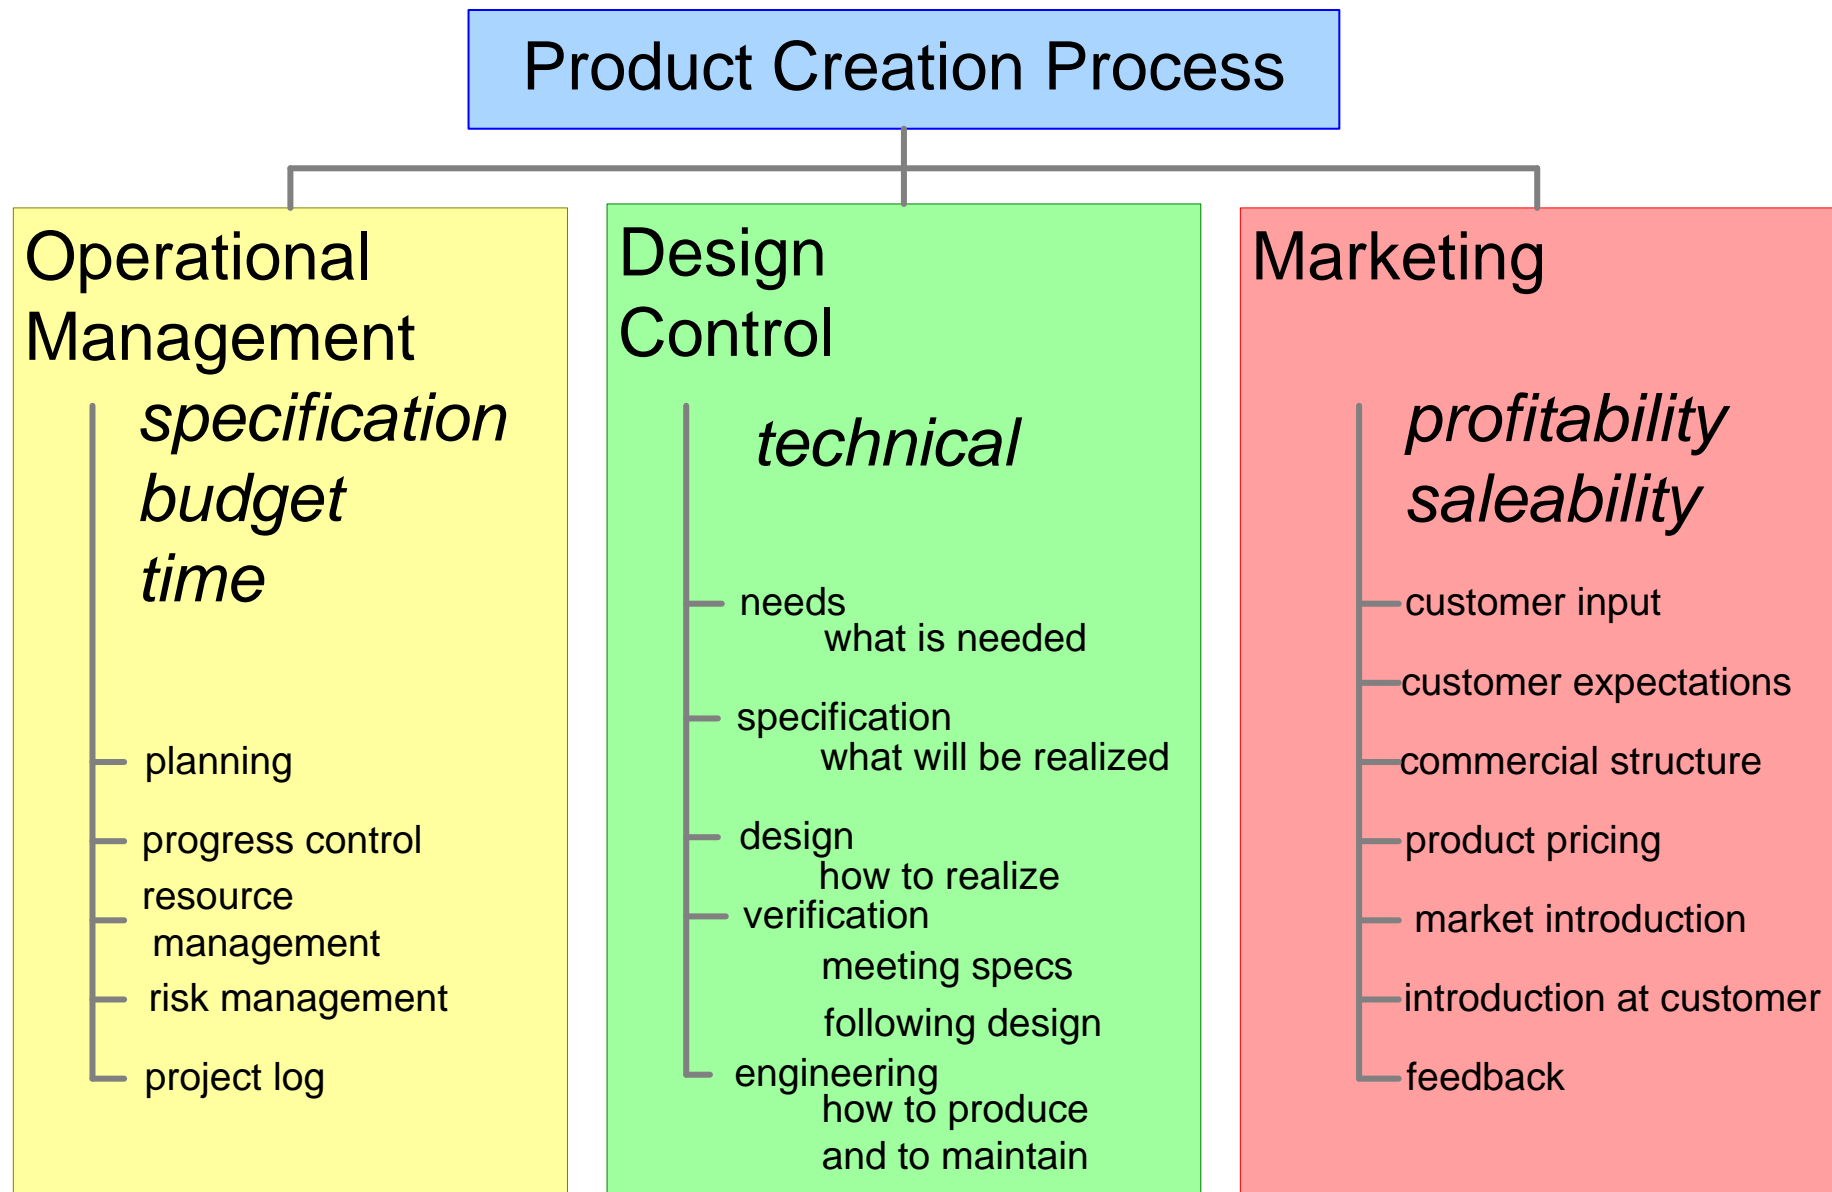 Product Creation Process
Operational
Management
specification
budget
time
planning
progress control
resource
management
risk management
project log
Design
Control
technical
needs
what is needed
specification
what will be realized
design
how to realize
verification
meeting specs
following design
engineering
how to produce
and to maintain
Marketing
profitability
saleability
customer input
customer expectations
commercial structure
product pricing
market introduction
introduction at customer
feedback